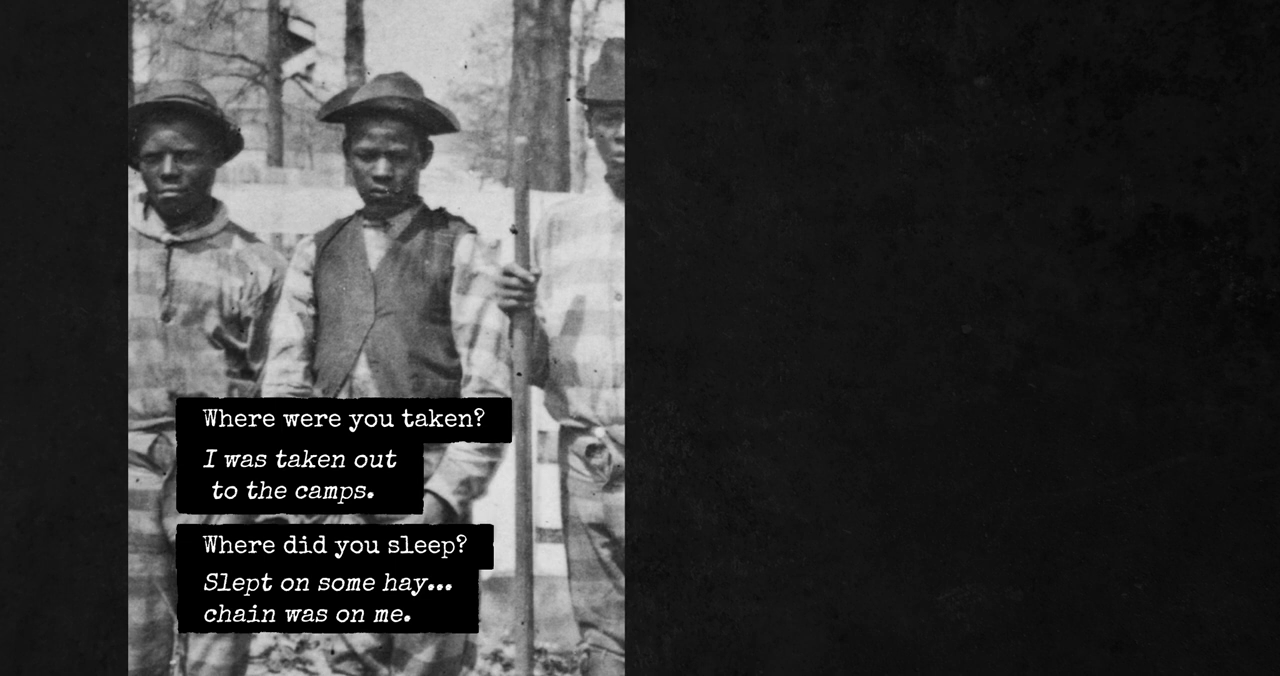 Where were you taken?
I was taken out
to the camps.
Where did you sleep?
Slept on some hay...
chain was on me.